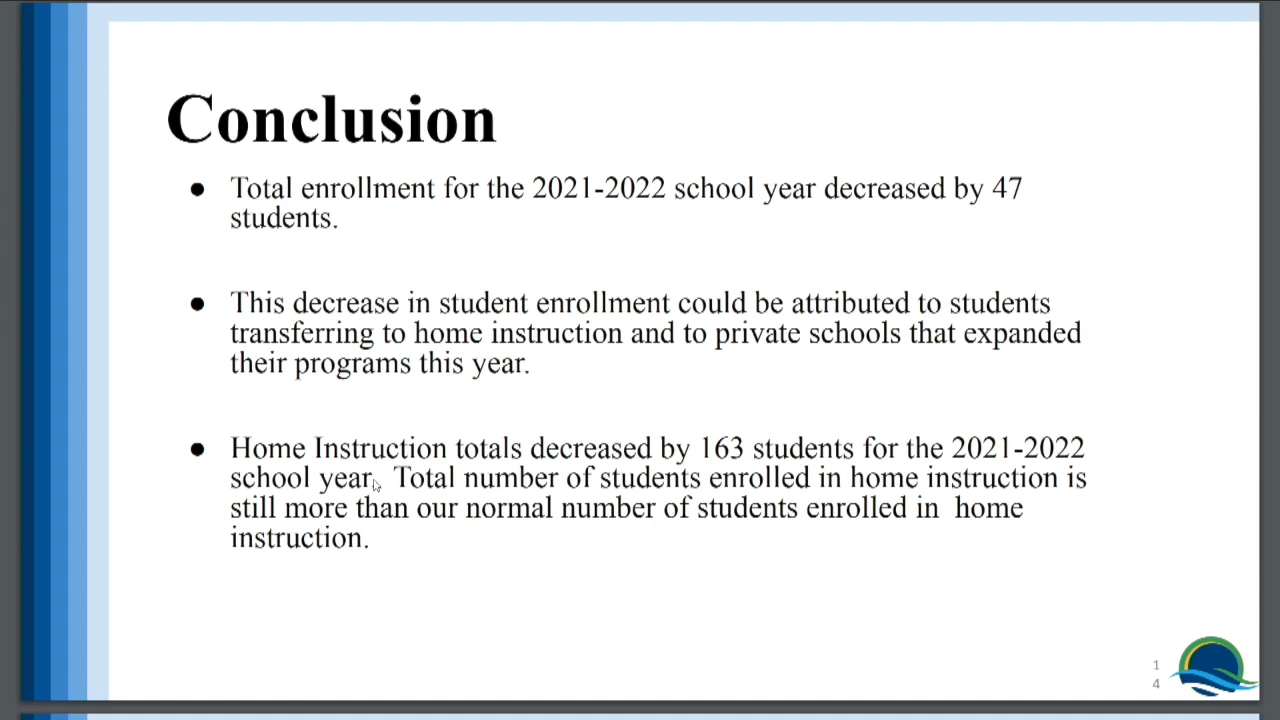 Conclusion
● Total enrollment for the 2021-2022 school year decreased by 47
students.
● This decrease in student enrollment could be attributed to students
transferring to home instruction and to private schools that expanded
their programs this year.
● Home Instruction totals decreased by 163 students for the 2021-2022
school year. Total number of students enrolled in home instruction is
still more than our normal number of students enrolled in  home
instruction.
1
4